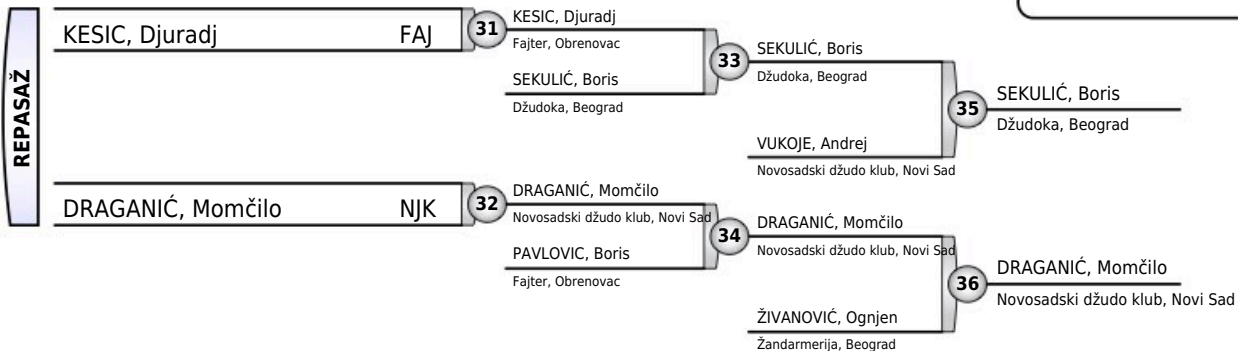 REPASAŽ
KESIC, Djuradj FAJ
31
KESIC, Djuradj
Fajter, Obrenovac
SEKULIĆ, Boris
Džudoka, Beograd
33
SEKULIĆ, Boris
Džudoka, Beograd
VUKOJE, Andrej
Novosadski džudo klub, Novi Sad
35
SEKULIĆ, Boris
Džudoka, Beograd
DRAGANIĆ, Momčilo NJK
32
DRAGANIĆ, Momčilo
Novosadski džudo klub, Novi Sad
PAVLOVIC, Boris
Fajter, Obrenovac
34
DRAGANIĆ, Momčilo
Novosadski džudo klub, Novi Sad
ŽIVANOVIĆ, Ognjen
Žandarmerija, Beograd
36
DRAGANIĆ, Momčilo
Novosadski džudo klub, Novi Sad